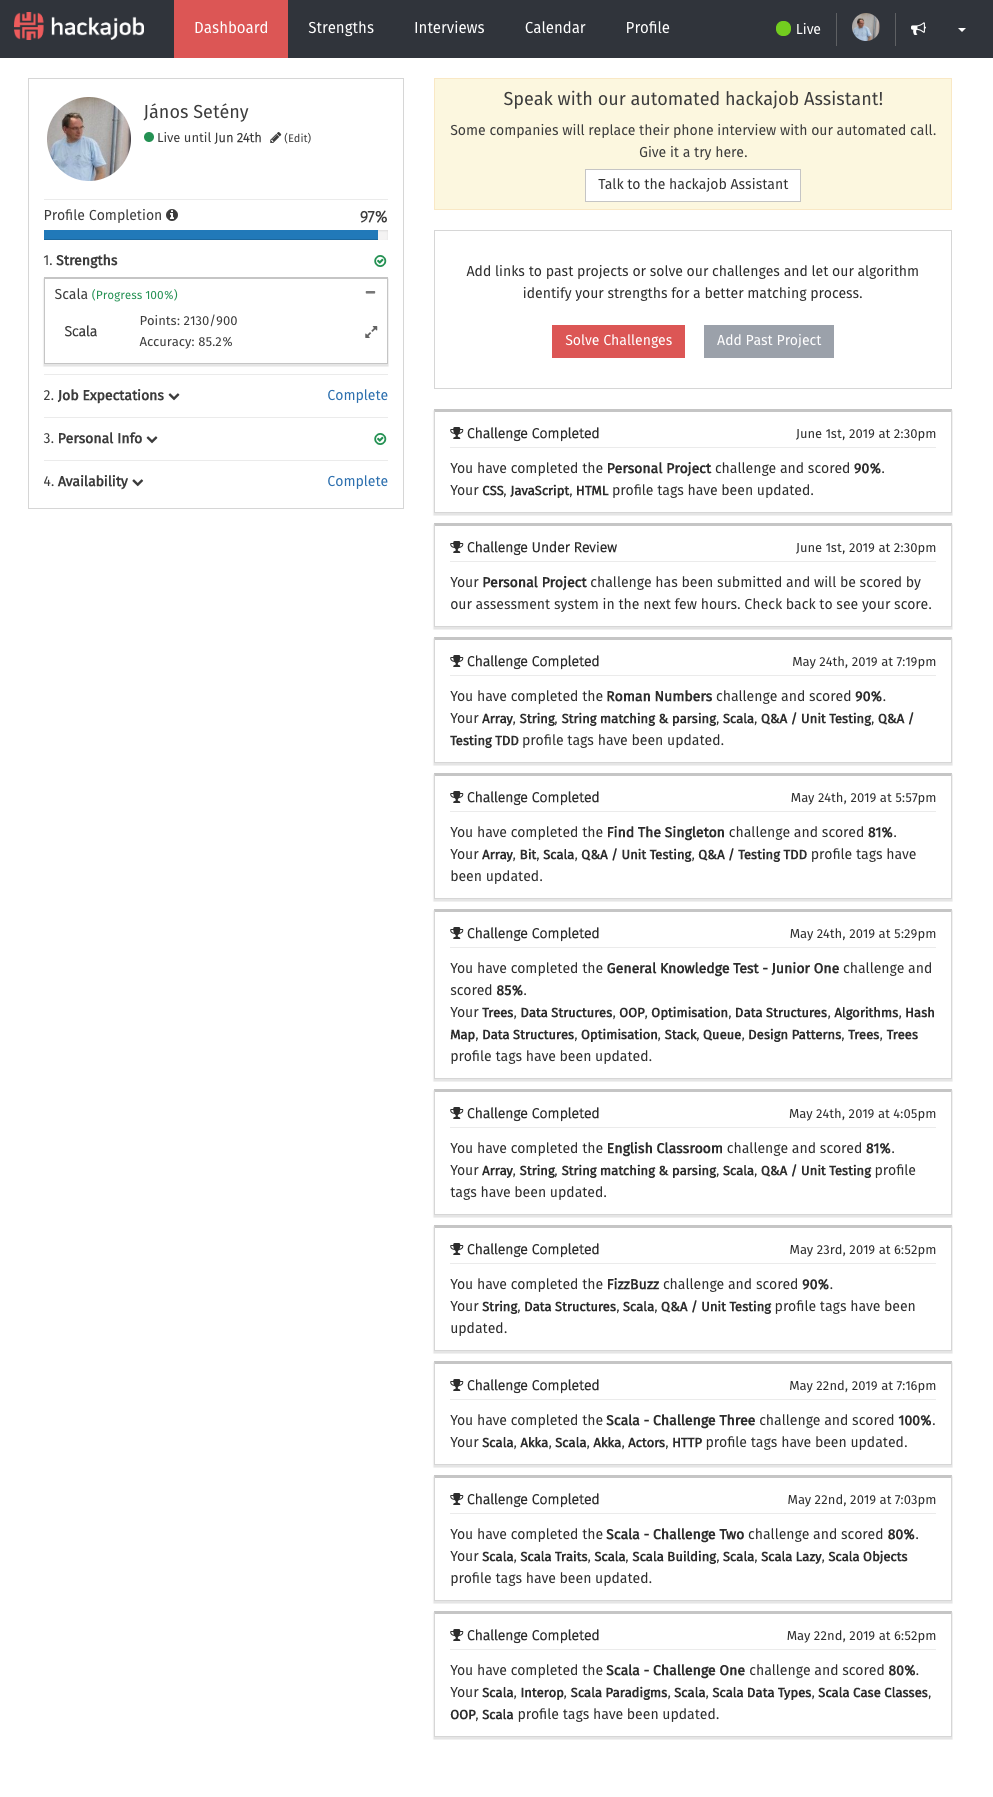 hackajob
Dashboard
Strengths
Interviews
Calendar
Profile
Live
János Setény
Live until Jun 24th (Edit)
Profile Completion 97%
1. Strengths
Scala (Progress 100%)
Scala
Points: 2130/900
Accuracy: 85.2%
2. Job Expectations Complete
3. Personal Info
4. Availability Complete
Speak with our automated hackajob Assistant!
Some companies will replace their phone interview with our automated call.
Give it a try here.
Talk to the hackajob Assistant
Add links to past projects or solve our challenges and let our algorithm
identify your strengths for a better matching process.
Solve Challenges
Add Past Project
Challenge Completed June 1st, 2019 at 2:30pm
You have completed the Personal Project challenge and scored 90%.
Your CSS, JavaScript, HTML profile tags have been updated.
Challenge Under Review June 1st, 2019 at 2:30pm
Your Personal Project challenge has been submitted and will be scored by
our assessment system in the next few hours. Check back to see your score.
Challenge Completed May 24th, 2019 at 7:19pm
You have completed the Roman Numbers challenge and scored 90%.
Your Array, String, String matching & parsing, Scala, Q&A / Unit Testing, Q&A /
Testing TDD profile tags have been updated.
Challenge Completed May 24th, 2019 at 5:57pm
You have completed the Find The Singleton challenge and scored 81%.
Your Array, Bit, Scala, Q&A / Unit Testing, Q&A / Testing TDD profile tags have
been updated.
Challenge Completed May 24th, 2019 at 5:29pm
You have completed the General Knowledge Test - Junior One challenge and
scored 85%.
Your Trees, Data Structures, OOP, Optimisation, Data Structures, Algorithms, Hash
Map, Data Structures, Optimisation, Stack, Queue, Design Patterns, Trees, Trees
profile tags have been updated.
Challenge Completed May 24th, 2019 at 4:05pm
You have completed the English Classroom challenge and scored 81%.
Your Array, String, String matching & parsing, Scala, Q&A / Unit Testing profile
tags have been updated.
Challenge Completed May 23rd, 2019 at 6:52pm
You have completed the FizzBuzz challenge and scored 90%.
Your String, Data Structures, Scala, Q&A / Unit Testing profile tags have been
updated.
Challenge Completed May 22nd, 2019 at 7:16pm
You have completed the Scala - Challenge Three challenge and scored 100%.
Your Scala, Akka, Scala, Akka, Actors, HTTP profile tags have been updated.
Challenge Completed May 22nd, 2019 at 7:03pm
You have completed the Scala - Challenge Two challenge and scored 80%.
Your Scala, Scala Traits, Scala, Scala Building, Scala, Scala Lazy, Scala Objects
profile tags have been updated.
Challenge Completed May 22nd, 2019 at 6:52pm
You have completed the Scala - Challenge One challenge and scored 80%.
Your Scala, Interop, Scala Paradigms, Scala, Scala Data Types, Scala Case Classes,
OOP, Scala profile tags have been updated.